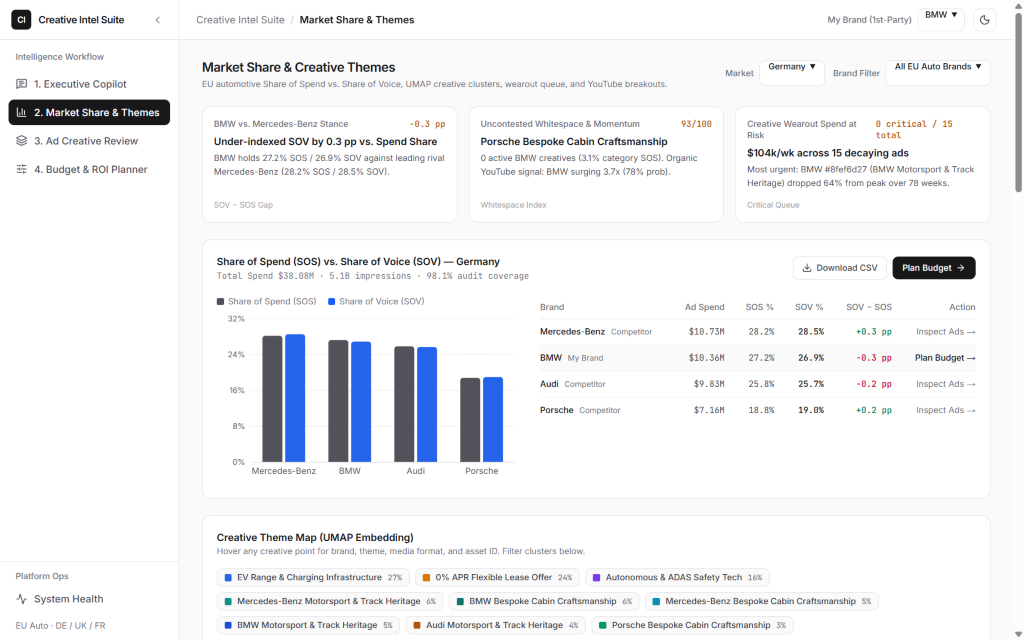 CI Creative Intel Suite
Creative Intel Suite / Market Share & Themes
My Brand (1st-Party) BMW ▼
Intelligence Workflow
1. Executive Copilot
2. Market Share & Themes
3. Ad Creative Review
4. Budget & ROI Planner
Market Share & Creative Themes
EU automotive Share of Spend vs. Share of Voice, UMAP creative clusters, wearout queue, and YouTube breakouts.
Market Germany ▼ Brand Filter All EU Auto Brands ▼
BMW vs. Mercedes-Benz Stance -0.3 pp
Under-indexed SOV by 0.3 pp vs. Spend Share
BMW holds 27.2% SOS / 26.9% SOV against leading rival
Mercedes-Benz (28.2% SOS / 28.5% SOV).
SOV − SOS Gap
Uncontested Whitespace & Momentum 93/100
Porsche Bespoke Cabin Craftsmanship
0 active BMW creatives (3.1% category SOS). Organic
YouTube signal: BMW surging 3.7x (78% prob).
Whitespace Index
Creative Wearout Spend at
Risk
0 critical / 15
total
$104k/wk across 15 decaying ads
Most urgent: BMW #8fef6d27 (BMW Motorsport & Track
Heritage) dropped 64% from peak over 78 weeks.
Critical Queue
Share of Spend (SOS) vs. Share of Voice (SOV) — Germany
Total Spend $38.08M · 5.1B impressions · 98.1% audit coverage
Download CSV
Plan Budget →
Share of Spend (SOS) Share of Voice (SOV)
32%
24%
16%
8%
0%
Mercedes-Benz BMW Audi Porsche
Brand Ad Spend SOS % SOV % SOV − SOS Action
Mercedes-Benz Competitor $10.73M 28.2% 28.5% +0.3 pp Inspect Ads →
BMW My Brand $10.36M 27.2% 26.9% -0.3 pp Plan Budget →
Audi Competitor $9.83M 25.8% 25.7% -0.2 pp Inspect Ads →
Porsche Competitor $7.16M 18.8% 19.0% +0.2 pp Inspect Ads →
Creative Theme Map (UMAP Embedding)
Hover any creative point for brand, theme, media format, and asset ID. Filter clusters below.
EV Range & Charging Infrastructure 27% 0% APR Flexible Lease Offer 24% Autonomous & ADAS Safety Tech 16%
Mercedes-Benz Motorsport & Track Heritage 6% BMW Bespoke Cabin Craftsmanship 6% Mercedes-Benz Bespoke Cabin Craftsmanship 5%
BMW Motorsport & Track Heritage 5% Audi Motorsport & Track Heritage 4% Porsche Bespoke Cabin Craftsmanship 3%
Platform Ops
System Health
EU Auto · DE / UK / FR